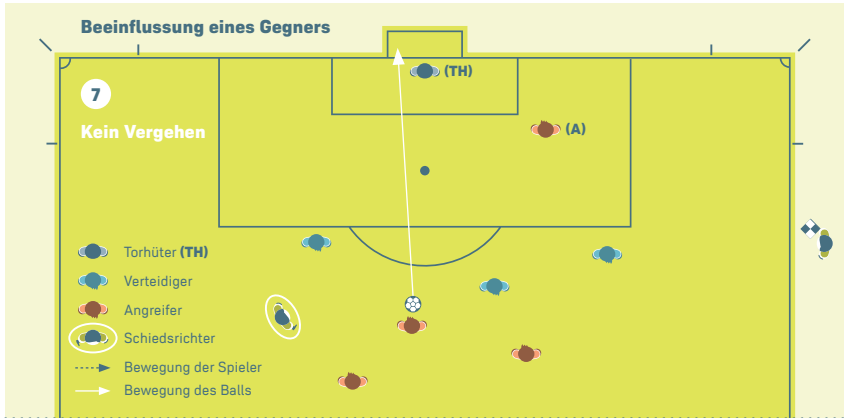 Beeinflussung eines Gegners
(TH)
7
(A)
Kein Vergehen
Torhüter (TH)
Verteidiger
Angreifer
Schiedsrichter
Bewegung der Spieler
Bewegung des Balls